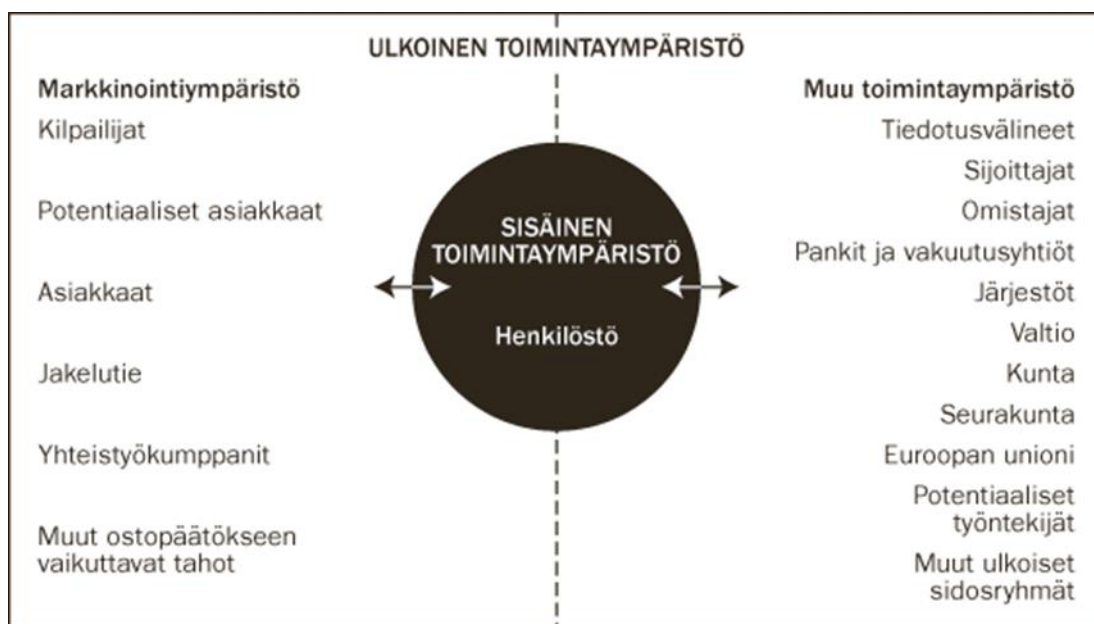 ULKOINEN TOIMINTAYMPÄRISTÖ
Markkinointiympäristö
Kilpailijat
Potentiaaliset asiakkaat
Asiakkaat
Jakelutie
Yhteistyökumppanit
Muut ostopäätökseen
vaikuttavat tahot
SISÄINEN
TOIMINTAYMPÄRISTÖ
Henkilöstö
Muu toimintaympäristö
Tiedotusvälineet
Sijoittajat
Omistajat
Pankit ja vakuutusyhtiöt
Järjestöt
Valtio
Kunta
Seurakunta
Euroopan unioni
Potentiaaliset
työntekijät
Muut ulkoiset
sidosryhmät